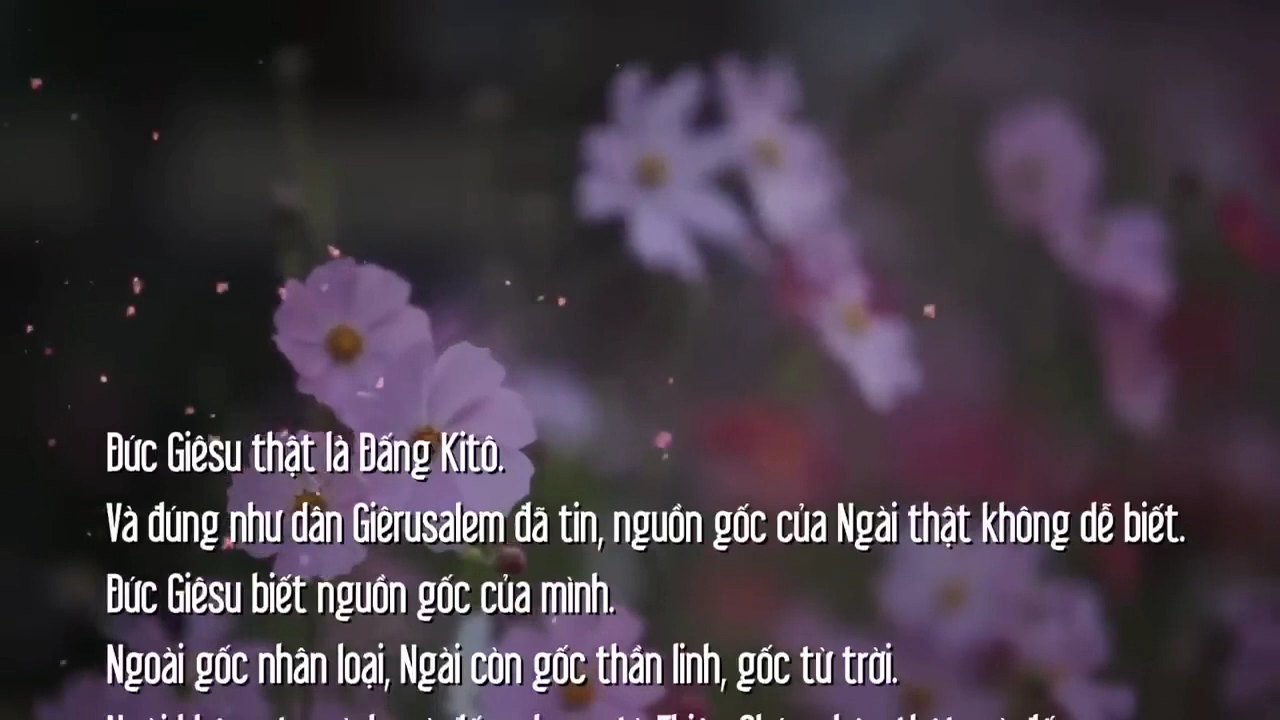 Đức Giêsu thật là Đấng Kitô.
Và đúng như dân Giêrusalem đã tin, nguồn gốc của Ngài thật không dễ biết.
Đức Giêsu biết nguồn gốc của mình.
Ngoài gốc nhân loại, Ngài còn gốc thần linh, gốc từ trời.